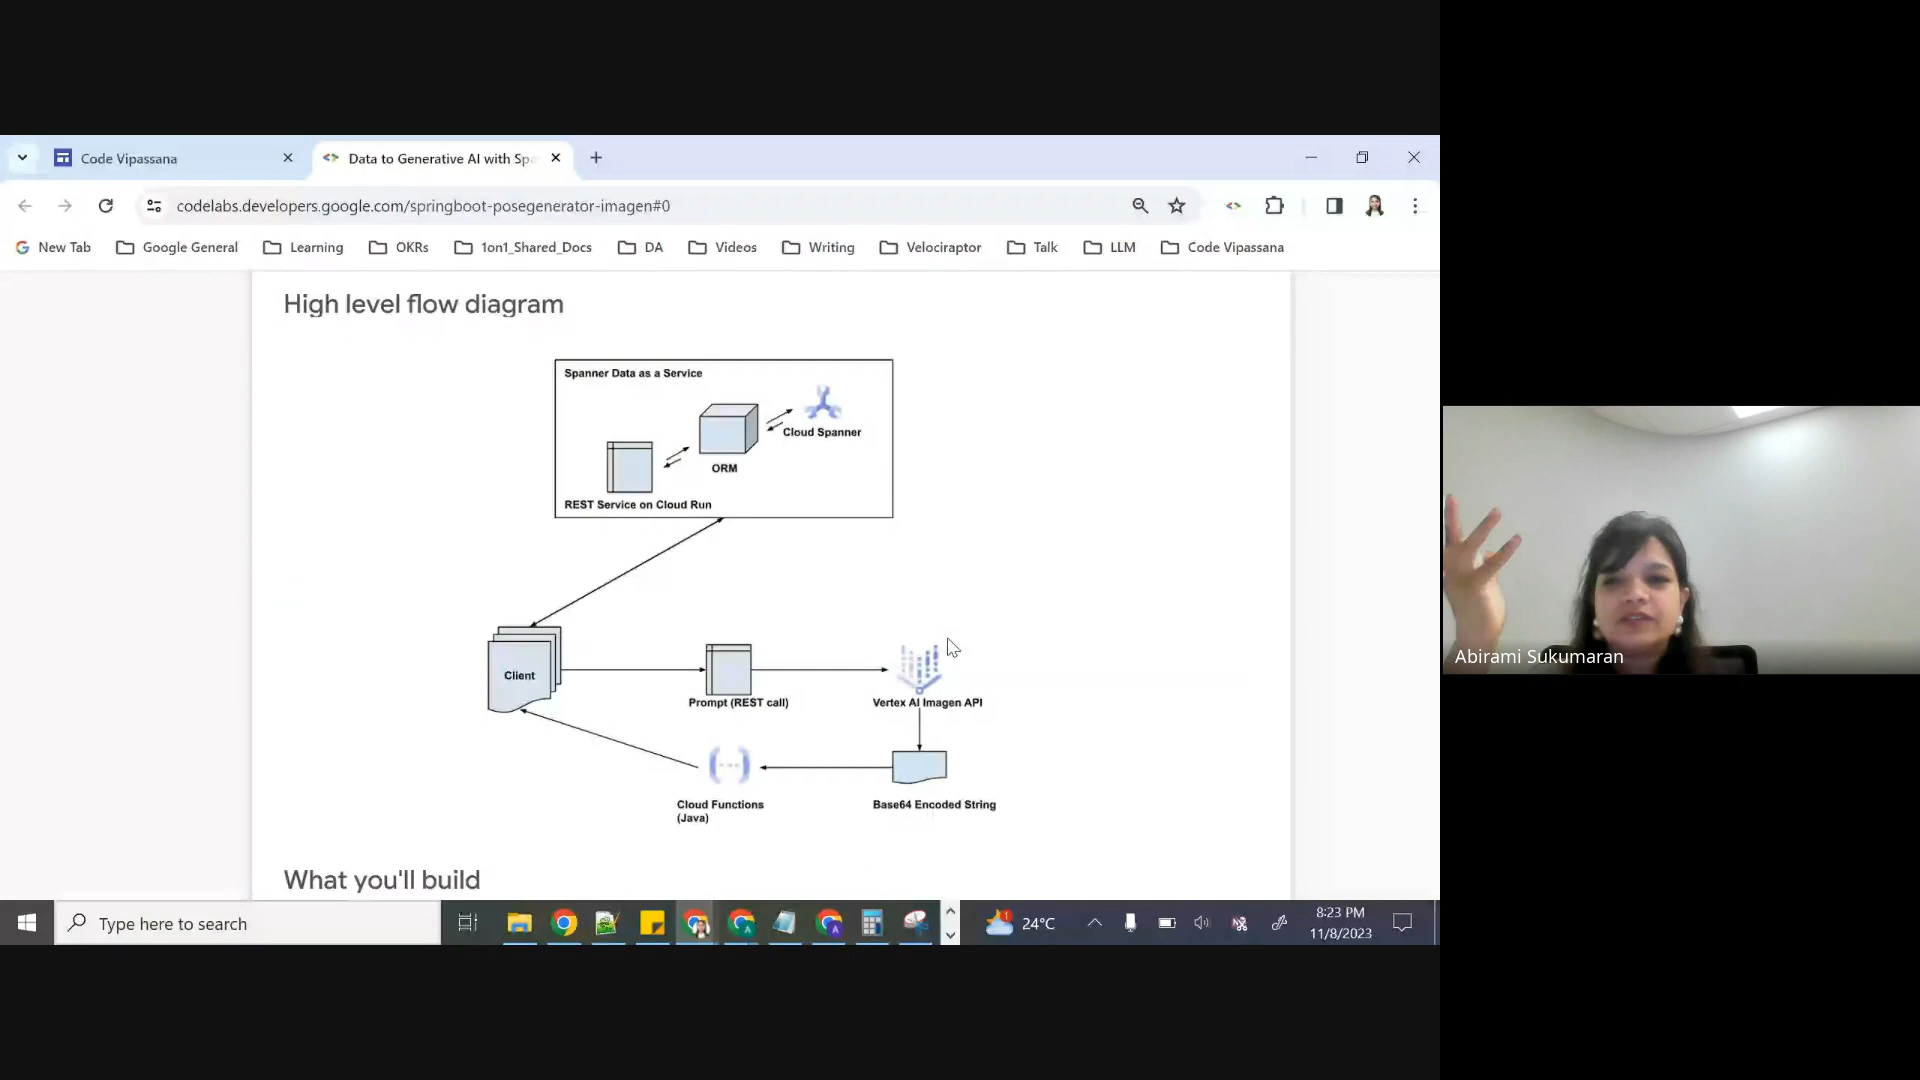 Code Vipassana
Data to Generative AI with Spa
codelabs.developers.google.com/springboot-posegenerator-imagen#0
New Tab
Google General
Learning
OKRs
1on1_Shared_Docs
DA
Videos
Writing
Velociraptor
Talk
LLM
Code Vipassana
High level flow diagram
Spanner Data as a Service
Cloud Spanner
ORM
REST Service on Cloud Run
Client
Prompt (REST call)
Vertex AI Imagen API
Cloud Functions
(Java)
Base64 Encoded String
What you'll build
Abirami Sukumaran
Type here to search
24°C
8:23 PM
11/8/2023